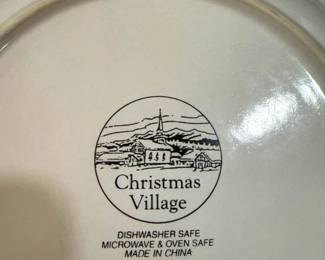 Christmas
Village
DISHWASHER SAFE
MICROWAVE & OVEN SAFE
MADE IN CHINA